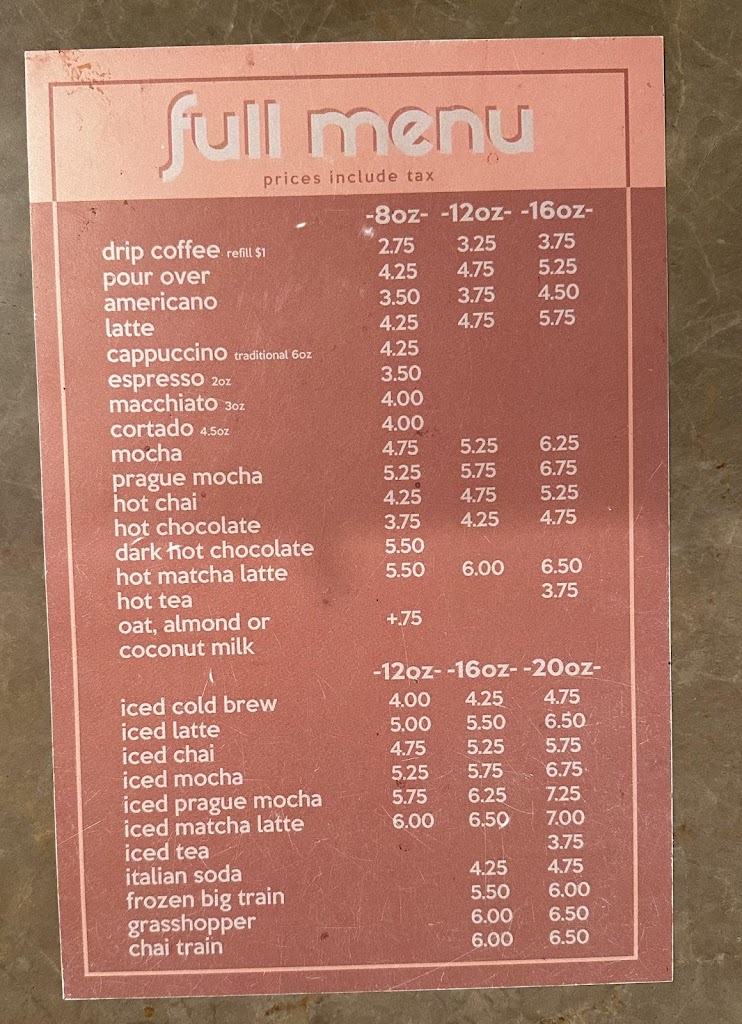 full menu
prices include tax
-8oz- -12oz- -16oz-
drip coffee refill $1 2.75 3.25 3.75
pour over 4.25 4.75 5.25
americano 3.50 3.75 4.50
latte 4.25 4.75 5.75
cappuccino traditional 6oz 4.25
espresso 2oz 3.50
macchiato 3oz 4.00
cortado 4.5oz 4.00
mocha 4.75 5.25 6.25
prague mocha 5.25 5.75 6.75
hot chai 4.25 4.75 5.25
hot chocolate 3.75 4.25 4.75
dark hot chocolate 5.50
hot matcha latte 5.50 6.00 6.50
hot tea 3.75
oat, almond or +.75
coconut milk
-12oz- -16oz- -20oz-
iced cold brew 4.00 4.25 4.75
iced latte 5.00 5.50 6.50
iced chai 4.75 5.25 5.75
iced mocha 5.25 5.75 6.75
iced prague mocha 5.75 6.25 7.25
iced matcha latte 6.00 6.50 7.00
iced tea 3.75
italian soda 4.25 4.75
frozen big train 5.50 6.00
grasshopper 6.00 6.50
chai train 6.00 6.50